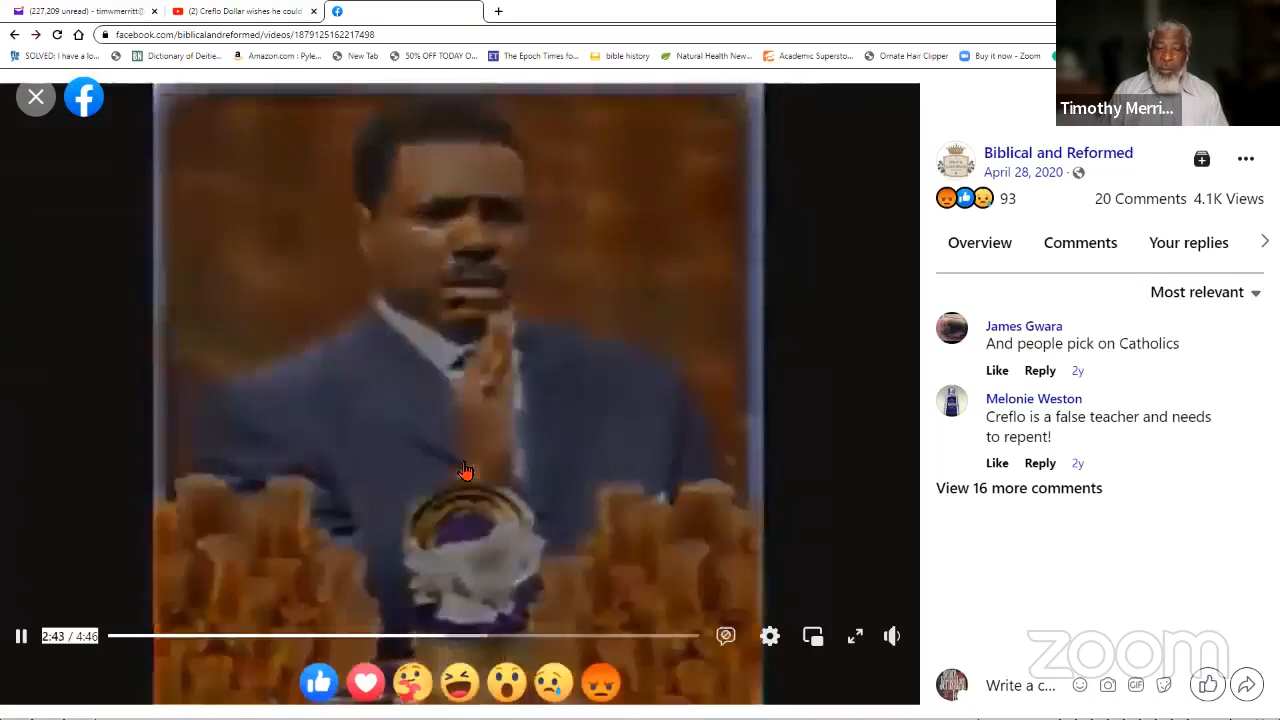 (227,209 unread) - timwmerritt@
(2) Creflo Dollar wishes he could
facebook.com/biblicalandreformed/videos/1879125162217498
SOLVED: I have a lo...
Dictionary of Deitie...
Amazon.com : Pyle...
New Tab
50% OFF TODAY O...
The Epoch Times fo...
bible history
Natural Health New...
Academic Supersto...
Ornate Hair Clipper
Buy it now - Zoom
Timothy Merri...
Biblical and Reformed
April 28, 2020
93
20 Comments 4.1K Views
Overview
Comments
Your replies
Most relevant
James Gwara
And people pick on Catholics
Like Reply 2y
Melonie Weston
Creflo is a false teacher and needs
to repent!
Like Reply 2y
View 16 more comments
2:43 / 4:46
zoom
Write a c...
GIF